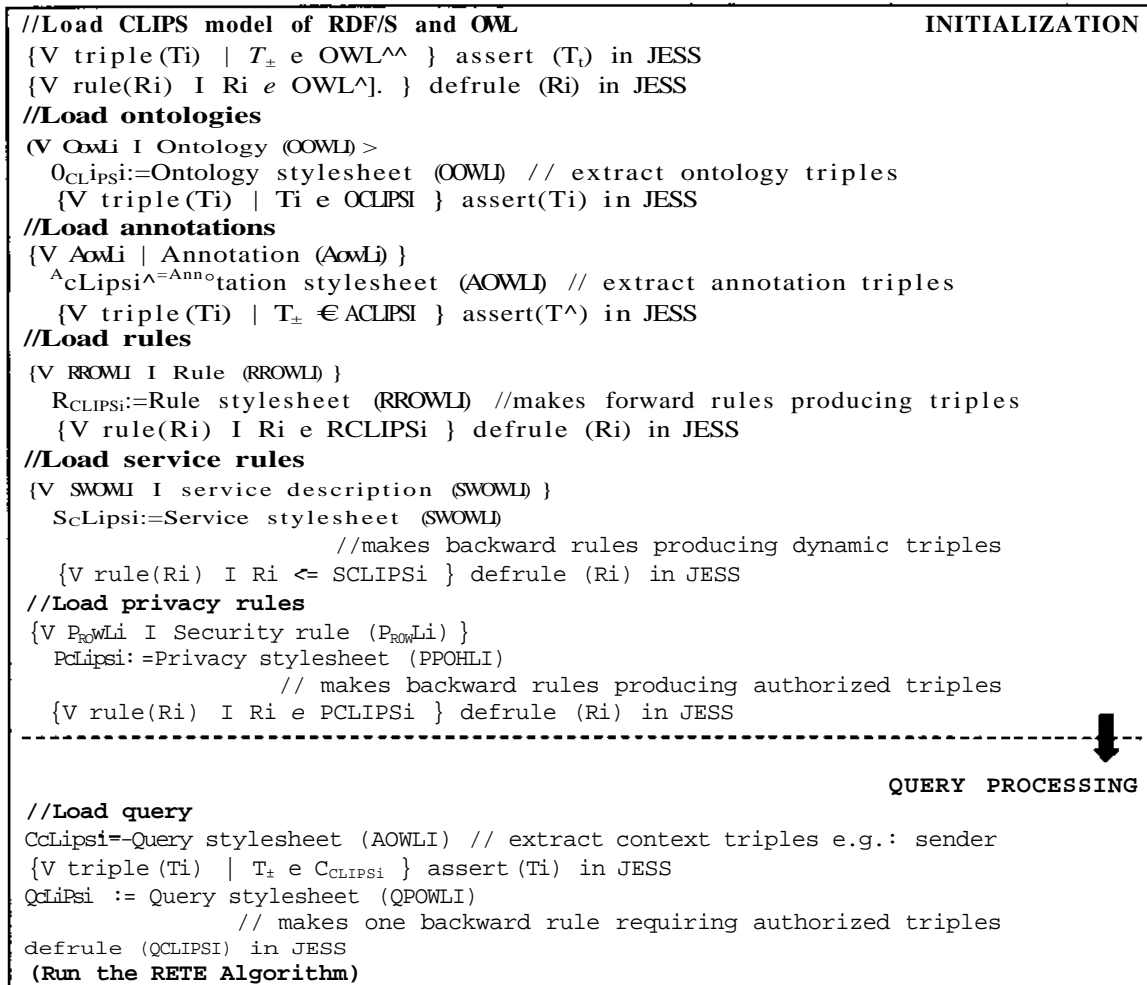 //Load CLIPS model of RDF/S and OWL INITIALIZATION
{V triple(Ti) | T± e OWL^^ } assert (Tt) in JESS
{V rule(Ri) I Ri e OWL^]. } defrule (Ri) in JESS
//Load ontologies
(V OowLi I Ontology (OOWLI) >
0CLiPSi:=Ontology stylesheet (OOWLI) // extract ontology triples
{V triple(Ti) | Ti e OCLIPSI } assert(Ti) in JESS
//Load annotations
{V AowLi | Annotation (AowLi) }
AcLipsi^=Annotation stylesheet (AOWLI) // extract annotation triples
{V triple(Ti) | T± € ACLIPSI } assert(T^) in JESS
//Load rules
{V RROWLI I Rule (RROWLI) }
RCLIPSi:=Rule stylesheet (RROWLI) //makes forward rules producing triples
{V rule(Ri) I Ri e RCLIPSi } defrule (Ri) in JESS
//Load service rules
{V SWOWLI I service description (SWOWLI) }
ScLipsi:=Service stylesheet (SWOWLI)
//makes backward rules producing dynamic triples
{V rule(Ri) I Ri <= SCLIPSi } defrule (Ri) in JESS
//Load privacy rules
{V PROwLi I Security rule (PR0WLi) }
PcLipsi:=Privacy stylesheet (PPOHLI)
// makes backward rules producing authorized triples
{V rule(Ri) I Ri e PCLIPSi } defrule (Ri) in JESS
QUERY PROCESSING
//Load query
CcLipsi=-Query stylesheet (AOWLI) // extract context triples e.g.: sender
{V triple(Ti) | T± e CCLIPSi } assert(Ti) in JESS
QcLiPsi := Query stylesheet (QPOWLI)
// makes one backward rule requiring authorized triples
defrule (QCLIPSI) in JESS
(Run the RETE Algorithm)